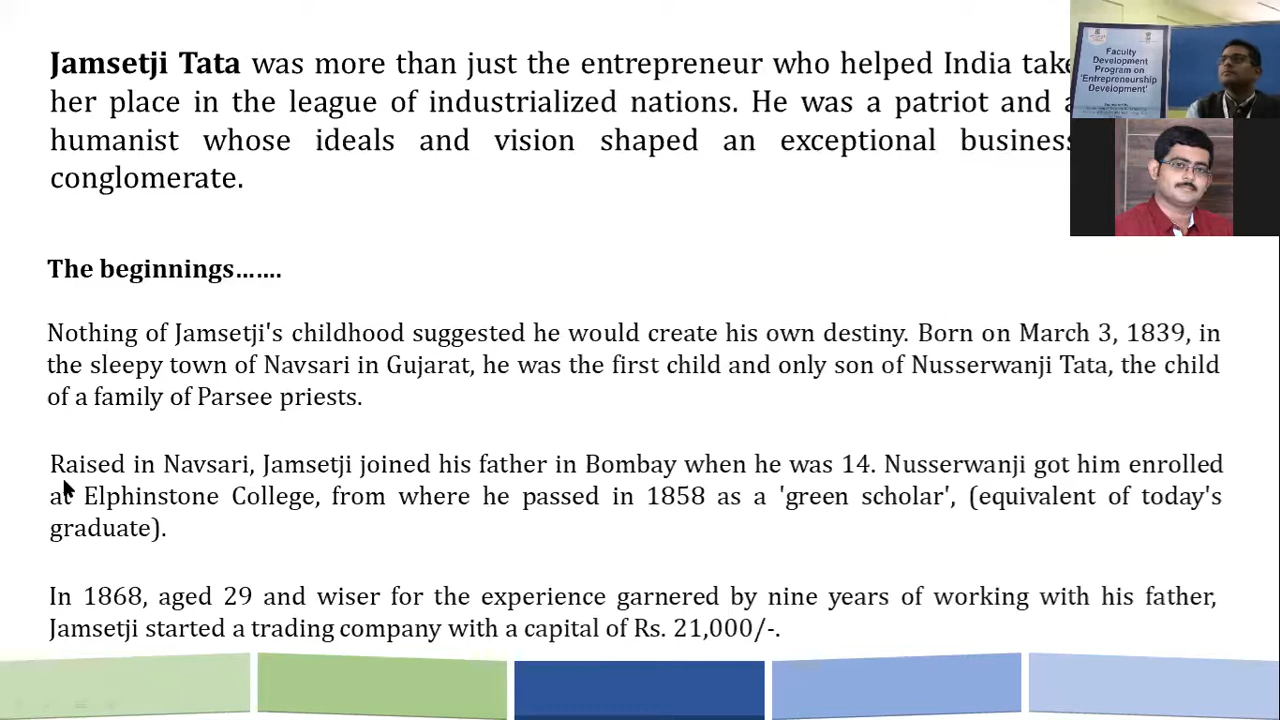 Jamsetji Tata was more than just the entrepreneur who helped India take
her place in the league of industrialized nations. He was a patriot and a
humanist whose ideals and vision shaped an exceptional business
conglomerate.
The beginnings.......
Nothing of Jamsetji's childhood suggested he would create his own destiny. Born on March 3, 1839, in
the sleepy town of Navsari in Gujarat, he was the first child and only son of Nusserwanji Tata, the child
of a family of Parsee priests.
Raised in Navsari, Jamsetji joined his father in Bombay when he was 14. Nusserwanji got him enrolled
at Elphinstone College, from where he passed in 1858 as a 'green scholar', (equivalent of today's
graduate).
In 1868, aged 29 and wiser for the experience garnered by nine years of working with his father,
Jamsetji started a trading company with a capital of Rs. 21,000/-.
Faculty
Development
Program on
'Entrepreneurship
Development'